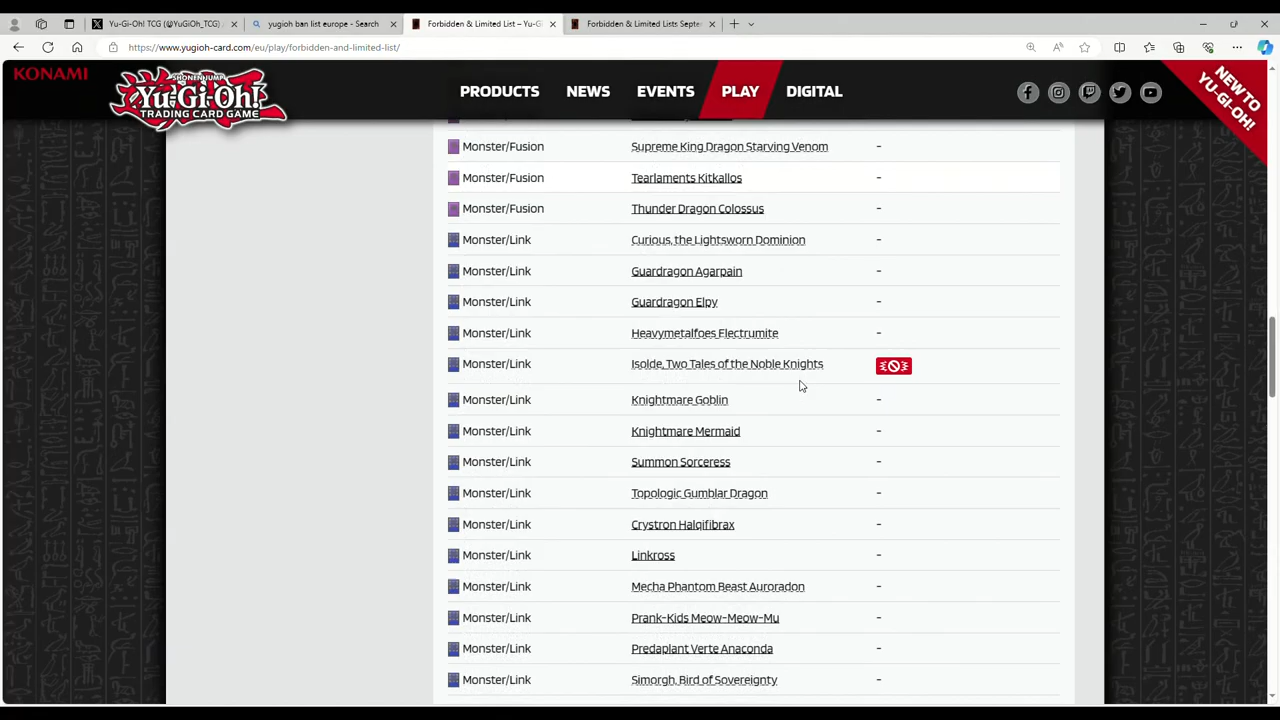 Yu-Gi-Oh! TCG (@YuGiOh_TCG) /
yugioh ban list europe - Search
Forbidden & Limited List – Yu-G
Forbidden & Limited Lists Septe
https://www.yugioh-card.com/eu/play/forbidden-and-limited-list/
KONAMI
SHONEN JUMP
Yu-Gi-Oh!
TRADING CARD GAME
PRODUCTS NEWS EVENTS PLAY DIGITAL
NEW TO
YU-GI-OH!
Monster/Fusion Supreme King Dragon Starving Venom -
Monster/Fusion Tearlaments Kitkallos -
Monster/Fusion Thunder Dragon Colossus -
Monster/Link Curious, the Lightsworn Dominion -
Monster/Link Guardragon Agarpain -
Monster/Link Guardragon Elpy -
Monster/Link Heavymetalfoes Electrumite -
Monster/Link Isolde, Two Tales of the Noble Knights
Monster/Link Knightmare Goblin -
Monster/Link Knightmare Mermaid -
Monster/Link Summon Sorceress -
Monster/Link Topologic Gumblar Dragon -
Monster/Link Crystron Halqifibrax -
Monster/Link Linkross -
Monster/Link Mecha Phantom Beast Auroradon -
Monster/Link Prank-Kids Meow-Meow-Mu -
Monster/Link Predaplant Verte Anaconda -
Monster/Link Simorgh, Bird of Sovereignty -